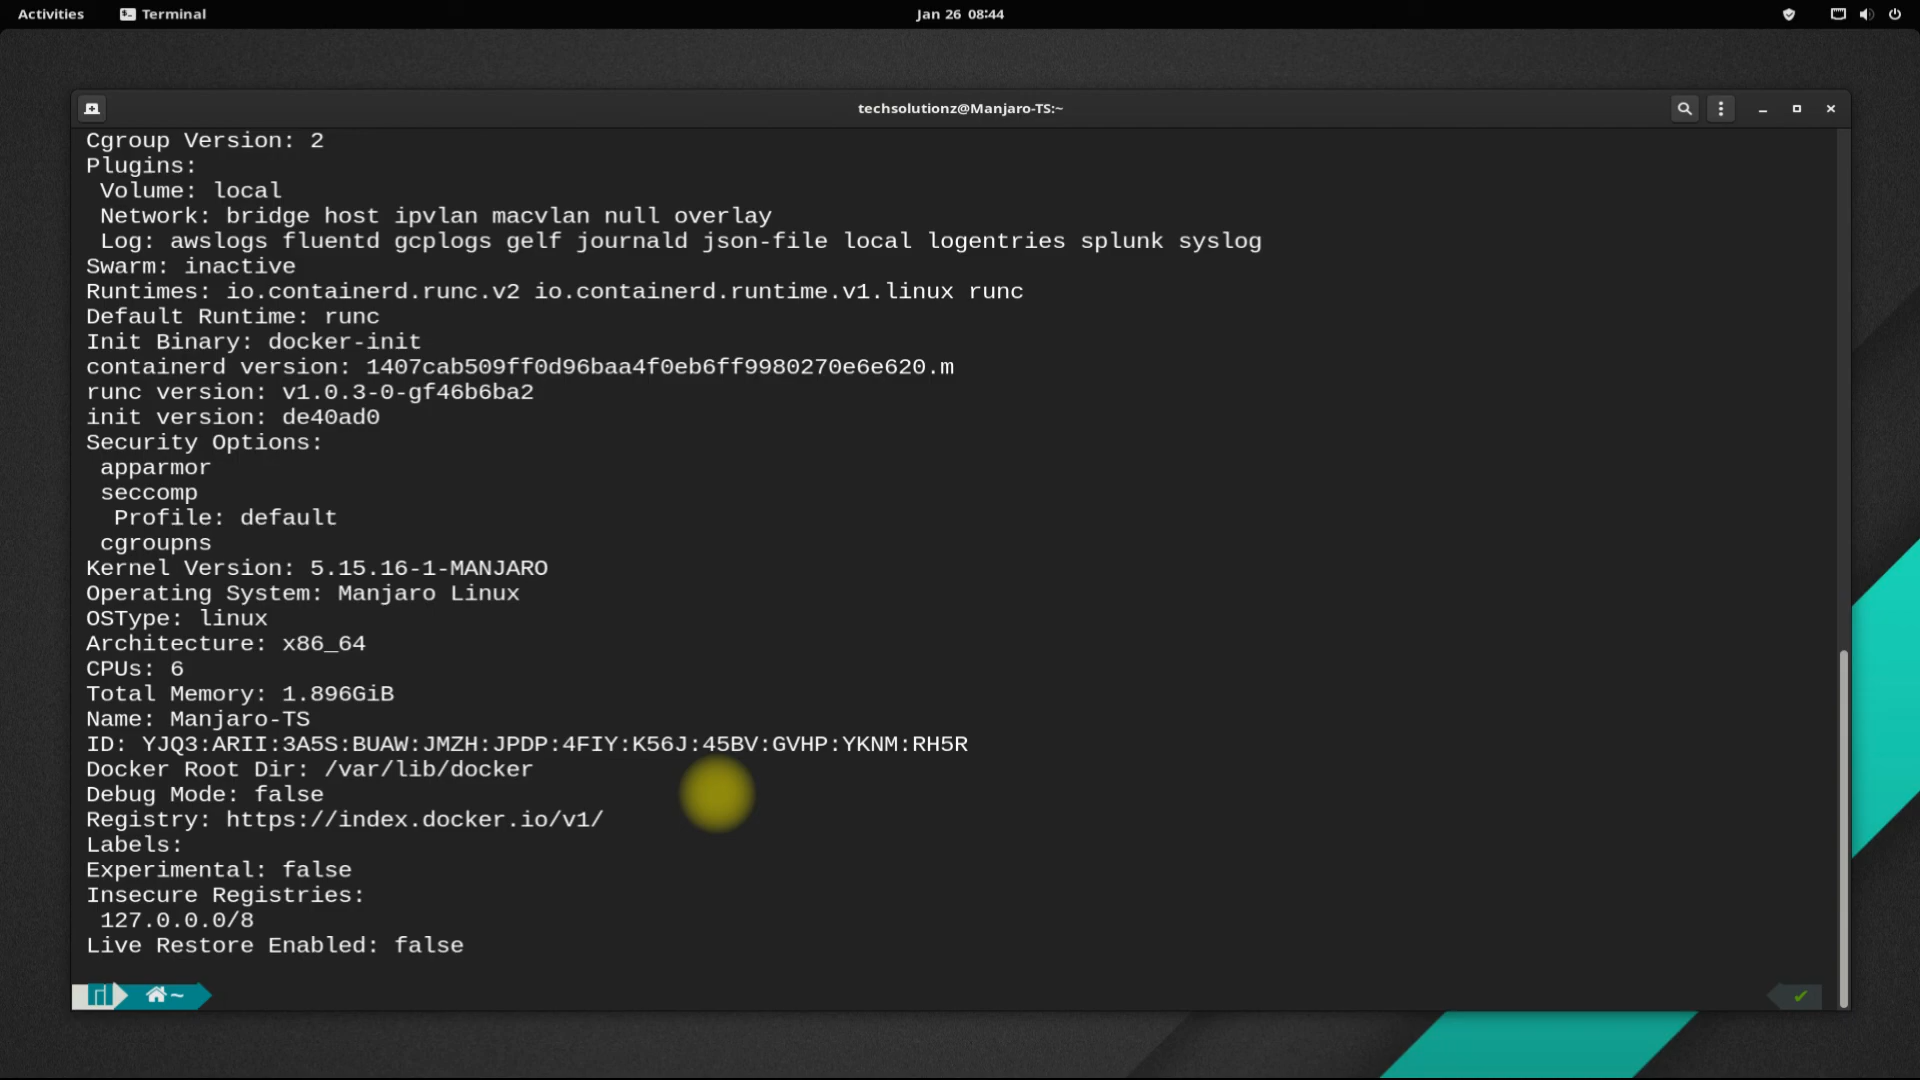 Activities Terminal Jan 26 08:44
techsolutionz@Manjaro-TS:~
Cgroup Version: 2
Plugins:
Volume: local
Network: bridge host ipvlan macvlan null overlay
Log: awslogs fluentd gcplogs gelf journald json-file local logentries splunk syslog
Swarm: inactive
Runtimes: io.containerd.runc.v2 io.containerd.runtime.v1.linux runc
Default Runtime: runc
Init Binary: docker-init
containerd version: 1407cab509ff0d96baa4f0eb6ff9980270e6e620.m
runc version: v1.0.3-0-gf46b6ba2
init version: de40ad0
Security Options:
apparmor
seccomp
Profile: default
cgroupns
Kernel Version: 5.15.16-1-MANJARO
Operating System: Manjaro Linux
OSType: linux
Architecture: x86_64
CPUs: 6
Total Memory: 1.896GiB
Name: Manjaro-TS
ID: YJQ3:ARII:3A5S:BUAW:JMZH:JPDP:4FIY:K56J:45BV:GVHP:YKNM:RH5R
Docker Root Dir: /var/lib/docker
Debug Mode: false
Registry: https://index.docker.io/v1/
Labels:
Experimental: false
Insecure Registries:
127.0.0.0/8
Live Restore Enabled: false
~